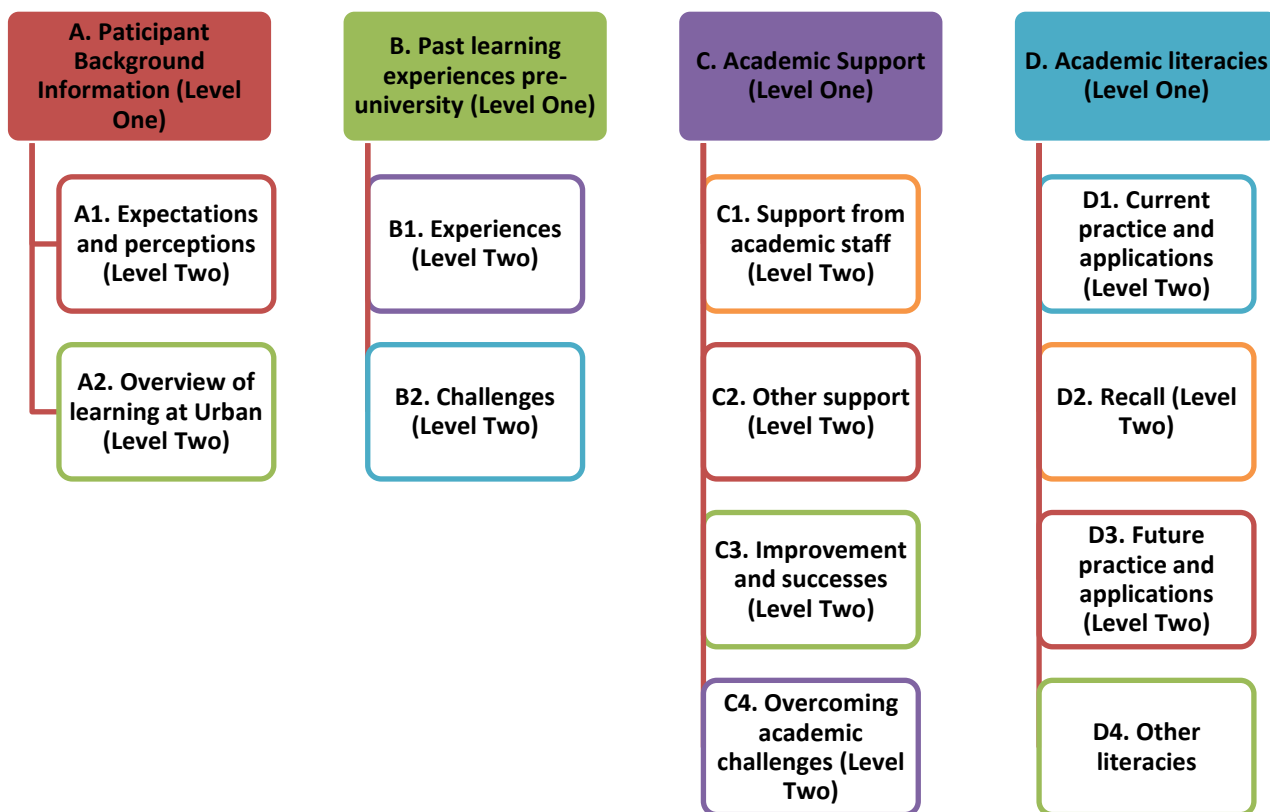 A. Paticipant
Background
Information (Level
One)
A1. Expectations
and perceptions
(Level Two)
A2. Overview of
learning at Urban
(Level Two)
B. Past learning
experiences pre-
university (Level One)
B1. Experiences
(Level Two)
B2. Challenges
(Level Two)
C. Academic Support
(Level One)
C1. Support from
academic staff
(Level Two)
C2. Other support
(Level Two)
C3. Improvement
and successes
(Level Two)
C4. Overcoming
academic
challenges (Level
Two)
D. Academic literacies
(Level One)
D1. Current
practice and
applications
(Level Two)
D2. Recall (Level
Two)
D3. Future
practice and
applications
(Level Two)
D4. Other
literacies